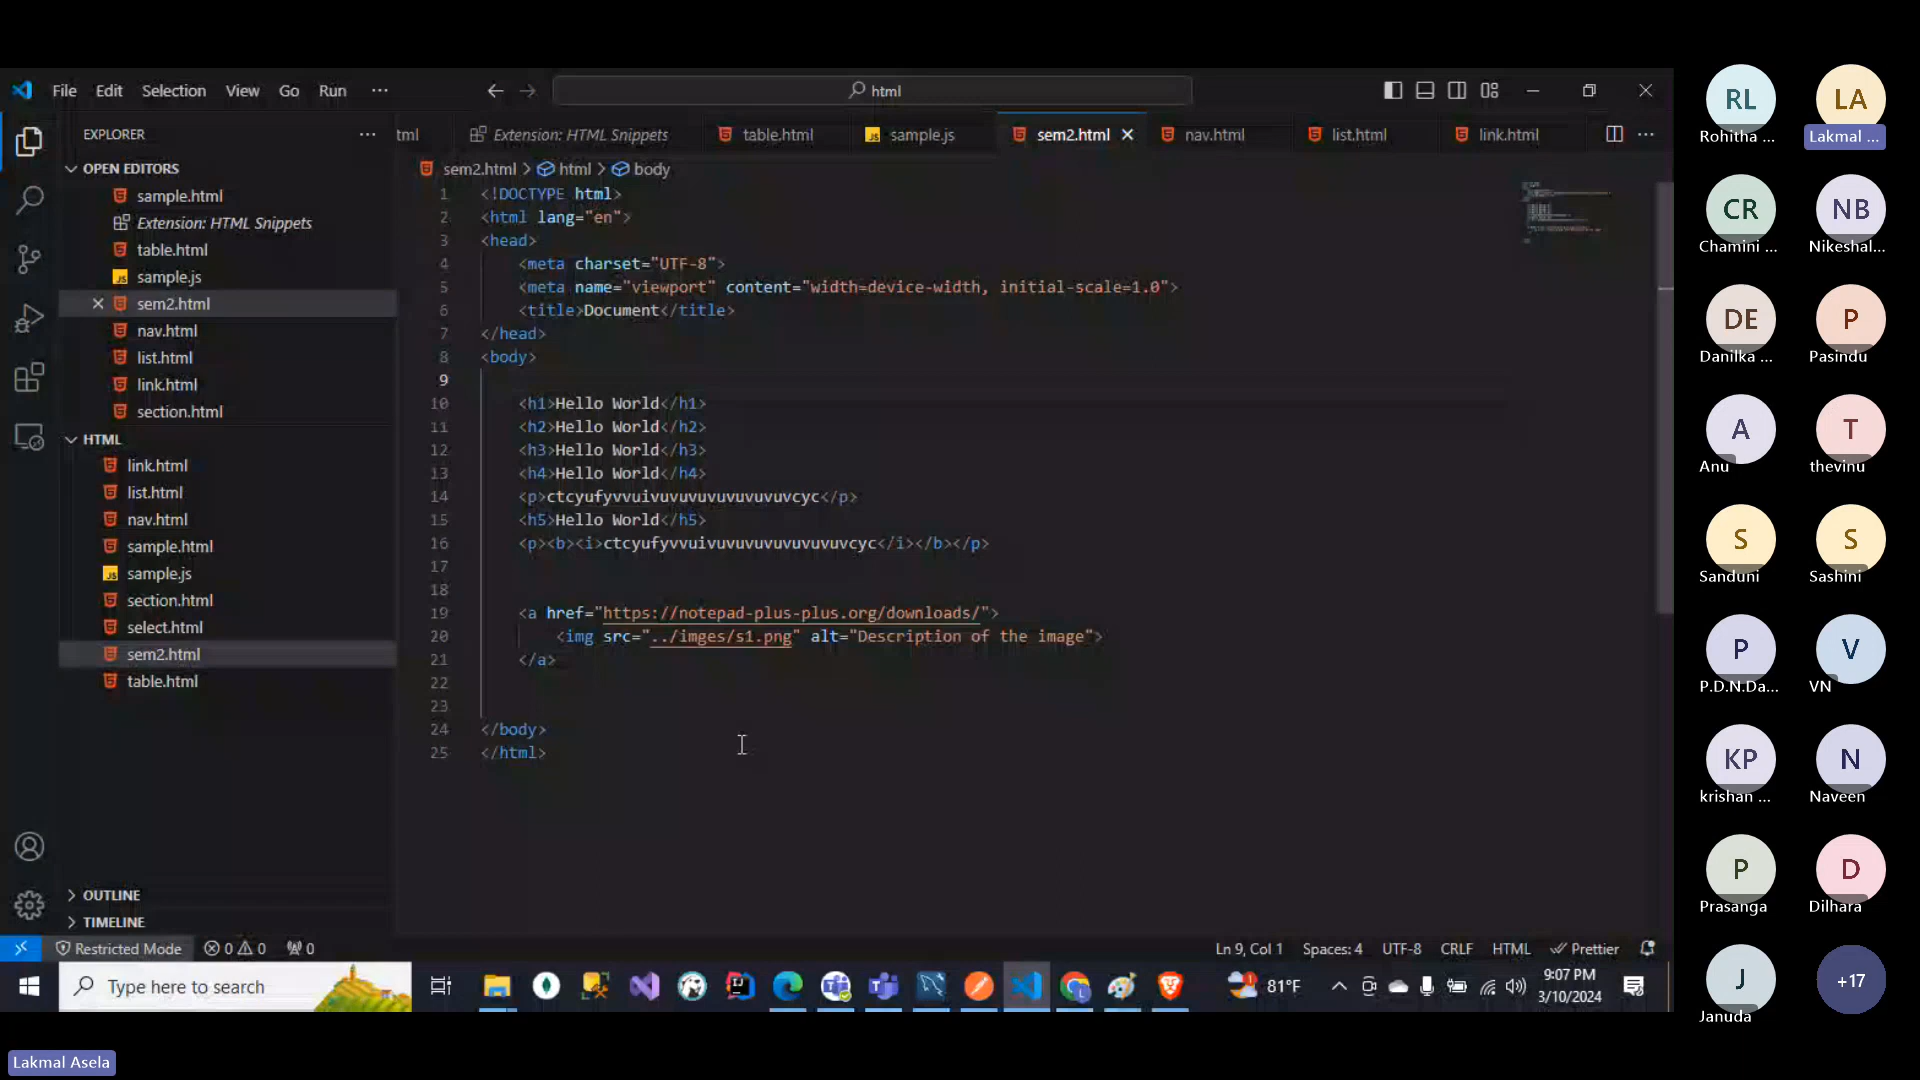 File Edit Selection View Go Run ··· html
EXPLORER ···
OPEN EDITORS
sample.html
Extension: HTML Snippets
table.html
sample.js
sem2.html
nav.html
list.html
link.html
section.html
HTML
link.html
list.html
nav.html
sample.html
sample.js
section.html
select.html
sem2.html
table.html
OUTLINE
TIMELINE
tml Extension: HTML Snippets table.html sample.js sem2.html nav.html list.html link.html ···
sem2.html > html > body
1 <!DOCTYPE html>
2 <html lang="en">
3 <head>
4 <meta charset="UTF-8">
5 <meta name="viewport" content="width=device-width, initial-scale=1.0">
6 <title>Document</title>
7 </head>
8 <body>
9
10 <h1>Hello World</h1>
11 <h2>Hello World</h2>
12 <h3>Hello World</h3>
13 <h4>Hello World</h4>
14 <p>ctcyufyvvuivuvuvuvuvuvuvuvcyc</p>
15 <h5>Hello World</h5>
16 <p><b><i>ctcyufyvvuivuvuvuvuvuvuvuvcyc</i></b></p>
17
18
19 <a href="https://notepad-plus-plus.org/downloads/">
20 <img src="../imges/s1.png" alt="Description of the image">
21 </a>
22
23
24 </body>
25 </html>
Restricted Mode 0 0 0 Ln 9, Col 1 Spaces: 4 UTF-8 CRLF HTML Prettier
Type here to search 81°F 9:07 PM
3/10/2024
RL LA
Rohitha ... Lakmal ...
CR NB
Chamini ... Nikeshal...
DE P
Danilka ... Pasindu
A T
Anu thevinu
S S
Sanduni Sashini
P V
P.D.N.Da... VN
KP N
krishan ... Naveen
P D
Prasanga Dilhara
J +17
Januda
Lakmal Asela